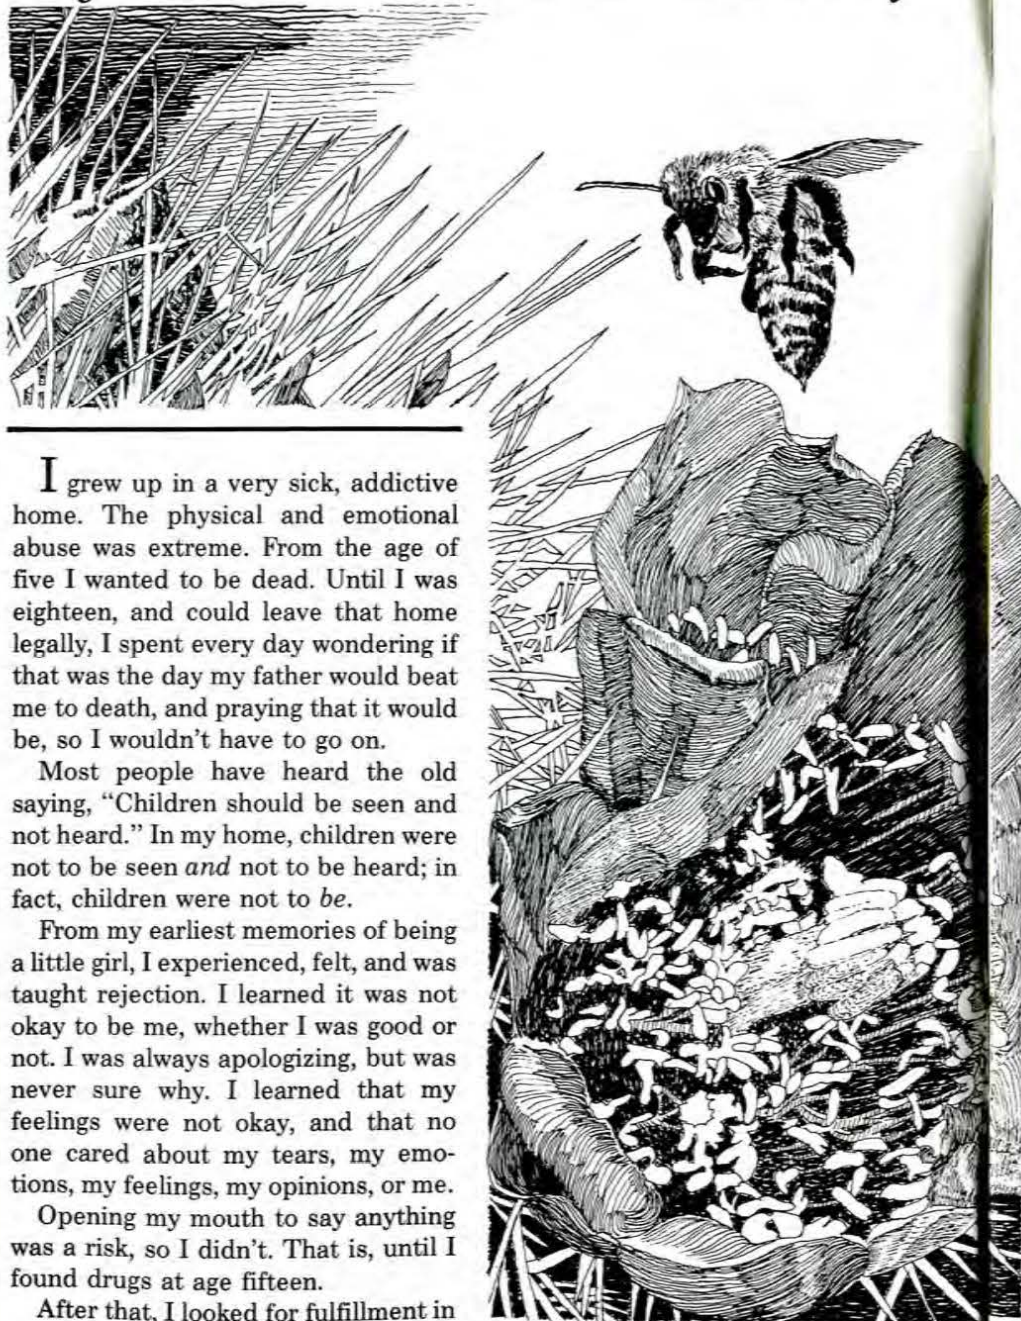 I grew up in a very sick, addictive
home. The physical and emotional
abuse was extreme. From the age of
five I wanted to be dead. Until I was
eighteen, and could leave that home
legally, I spent every day wondering if
that was the day my father would beat
me to death, and praying that it would
be, so I wouldn't have to go on.
Most people have heard the old
saying, "Children should be seen and
not heard." In my home, children were
not to be seen and not to be heard; in
fact, children were not to be.
From my earliest memories of being
a little girl, I experienced, felt, and was
taught rejection. I learned it was not
okay to be me, whether I was good or
not. I was always apologizing, but was
never sure why. I learned that my
feelings were not okay, and that no
one cared about my tears, my emo-
tions, my feelings, my opinions, or me.
Opening my mouth to say anything
was a risk, so I didn't. That is, until I
found drugs at age fifteen.
After that, I looked for fulfillment in